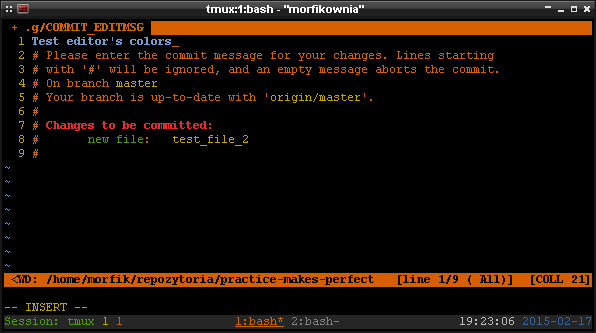 tmux:1:bash - "morfikownia"
+ .g/COMMIT_EDITMSG
1 Test editor's colors_
2 # Please enter the commit message for your changes. Lines starting
3 # with '#' will be ignored, and an empty message aborts the commit.
4 # On branch master
5 # Your branch is up-to-date with 'origin/master'.
6 #
7 # Changes to be committed:
8 #       new file:   test_file_2
9 #
~
~
~
~
~
~
~
~
<WD: /home/morfik/repozytoria/practice-makes-perfect   [line 1/9 ( All)]  [COLL 21]
-- INSERT --
Session: tmux 1 1   1:bash* 2:bash-   19:23:06 2015-02-17